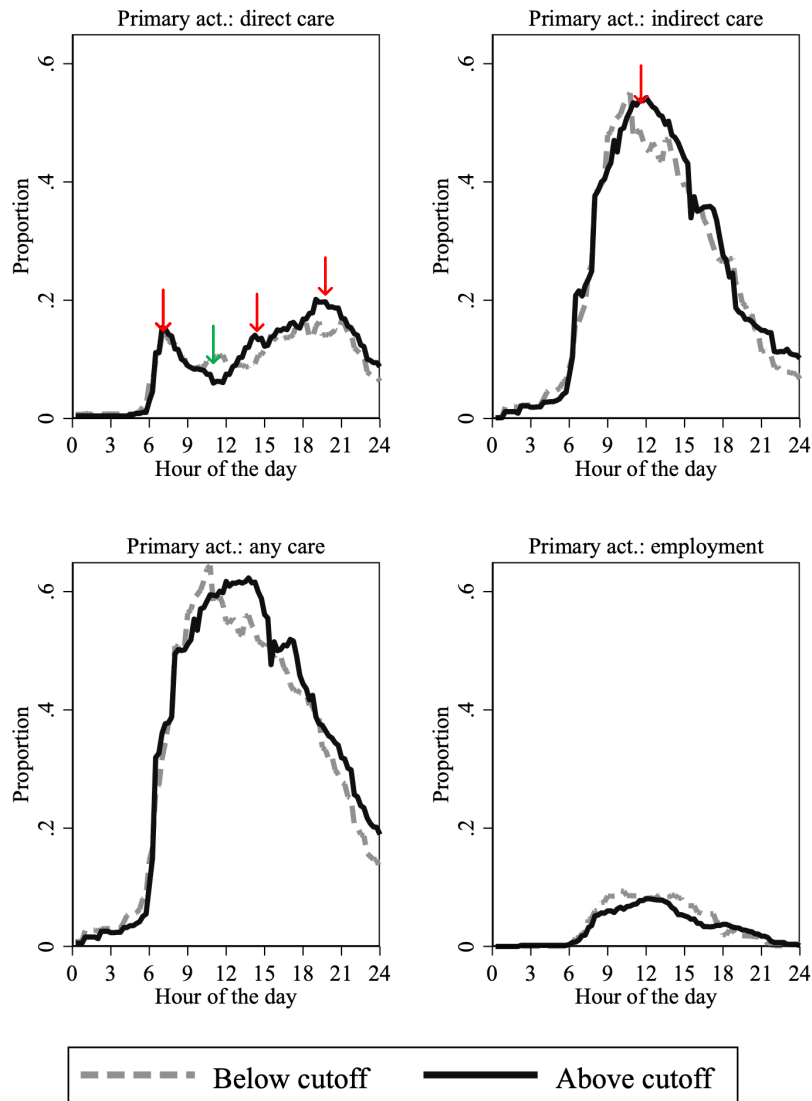 Primary act.: direct care
Proportion
.6
.4
.2
0
0 3 6 9 12 15 18 21 24
Hour of the day
Primary act.: indirect care
Proportion
.6
.4
.2
0
0 3 6 9 12 15 18 21 24
Hour of the day
Primary act.: any care
Proportion
.6
.4
.2
0
0 3 6 9 12 15 18 21 24
Hour of the day
Primary act.: employment
Proportion
.6
.4
.2
0
0 3 6 9 12 15 18 21 24
Hour of the day
Below cutoff Above cutoff